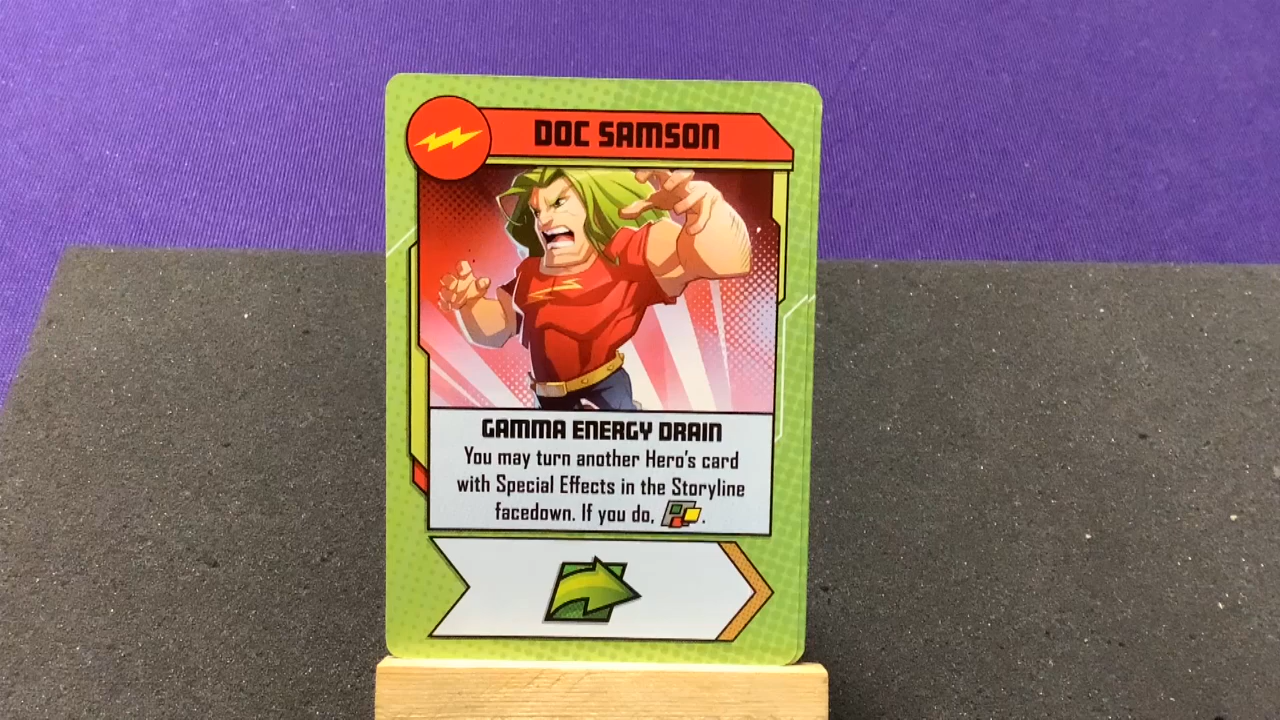 DOC SAMSON
GAMMA ENERGY DRAIN
You may turn another Hero's card
with Special Effects in the Storyline
facedown. If you do, .